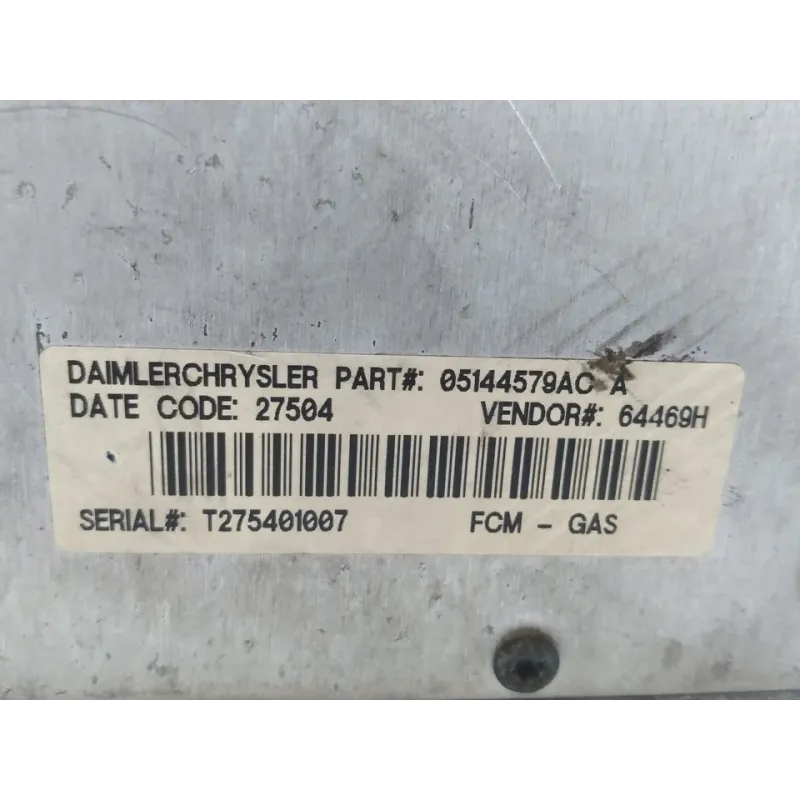 DAIMLERCHRYSLER PART#: 05144579AC A
DATE CODE: 27504 VENDOR#: 64469H
SERIAL#: T275401007 FCM - GAS